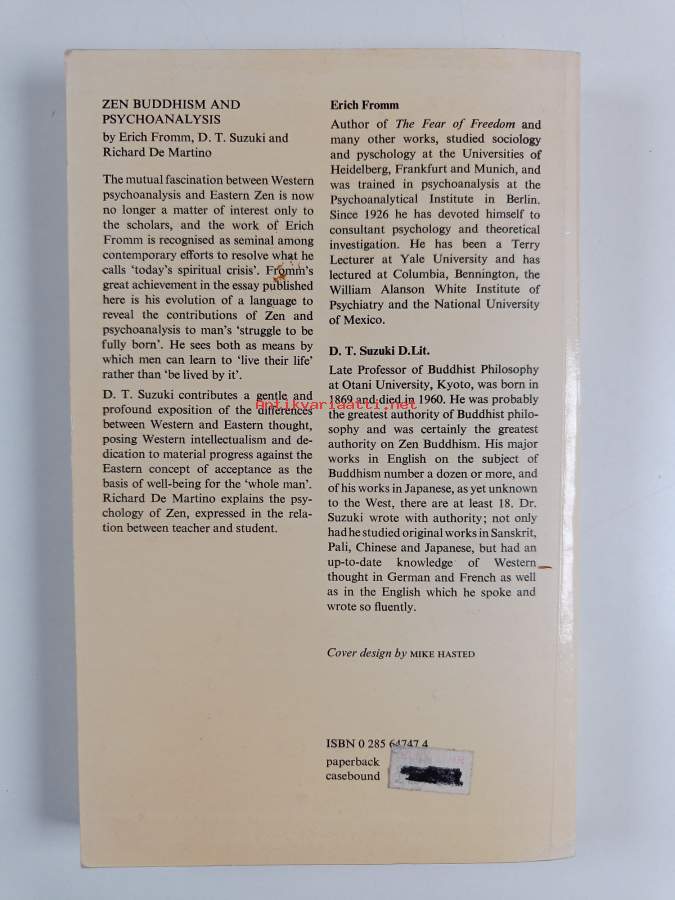 ZEN BUDDHISM AND
PSYCHOANALYSIS
by Erich Fromm, D. T. Suzuki and
Richard De Martino
The mutual fascination between Western
psychoanalysis and Eastern Zen is now
no longer a matter of interest only to
the scholars, and the work of Erich
Fromm is recognised as seminal among
contemporary efforts to resolve what he
calls ‘today’s spiritual crisis’. Fromm’s
great achievement in the essay published
here is his evolution of a language to
reveal the contributions of Zen and
psychoanalysis to man’s ‘struggle to be
fully born’. He sees both as means by
which men can learn to ‘live their life’
rather than ‘be lived by it’.
D. T. Suzuki contributes a gentle and
profound exposition of the differences
between Western and Eastern thought,
posing Western intellectualism and de-
dication to material progress against the
Eastern concept of acceptance as the
basis of well-being for the ‘whole man’.
Richard De Martino explains the psy-
chology of Zen, expressed in the rela-
tion between teacher and student.
Erich Fromm
Author of The Fear of Freedom and
many other works, studied sociology
and pyschology at the Universities of
Heidelberg, Frankfurt and Munich, and
was trained in psychoanalysis at the
Psychoanalytical Institute in Berlin.
Since 1926 he has devoted himself to
consultant psychology and theoretical
investigation. He has been a Terry
Lecturer at Yale University and has
lectured at Columbia, Bennington, the
William Alanson White Institute of
Psychiatry and the National University
of Mexico.
D. T. Suzuki D.Lit.
Late Professor of Buddhist Philosophy
at Otani University, Kyoto, was born in
1869 and died in 1960. He was probably
the greatest authority of Buddhist philo-
sophy and was certainly the greatest
authority on Zen Buddhism. His major
works in English on the subject of
Buddhism number a dozen or more, and
of his works in Japanese, as yet unknown
to the West, there are at least 18. Dr.
Suzuki wrote with authority; not only
had he studied original works in Sanskrit,
Pali, Chinese and Japanese, but had an
up-to-date knowledge of Western
thought in German and French as well
as in the English which he spoke and
wrote so fluently.
Cover design by MIKE HASTED
ISBN 0 285 64747 4
paperback
casebound
Antikvariaatti.net